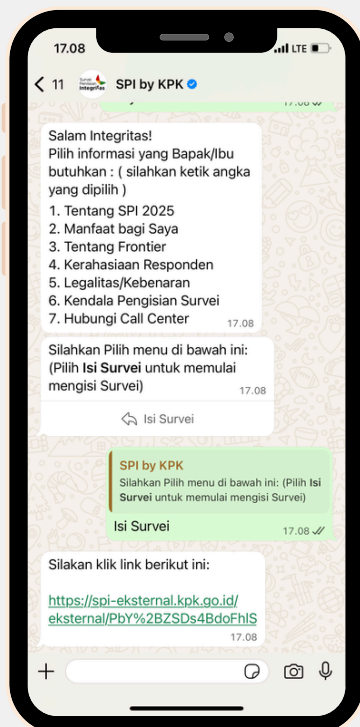 17.08
LTE
11
Survei
Penilaian
Integritas
SPI by KPK
17.08
Salam Integritas!
Pilih informasi yang Bapak/Ibu
butuhkan : ( silahkan ketik angka
yang dipilih )
1. Tentang SPI 2025
2. Manfaat bagi Saya
3. Tentang Frontier
4. Kerahasiaan Responden
5. Legalitas/Kebenaran
6. Kendala Pengisian Survei
7. Hubungi Call Center
17.08
Silahkan Pilih menu di bawah ini:
(Pilih Isi Survei untuk memulai
mengisi Survei)
17.08
Isi Survei
SPI by KPK
Silahkan Pilih menu di bawah ini: (Pilih Isi
Survei untuk memulai mengisi Survei)
Isi Survei
17.08
Silakan klik link berikut ini:
https://spi-eksternal.kpk.go.id/
eksternal/PbY%2BZSDs4BdoFhlS
17.08